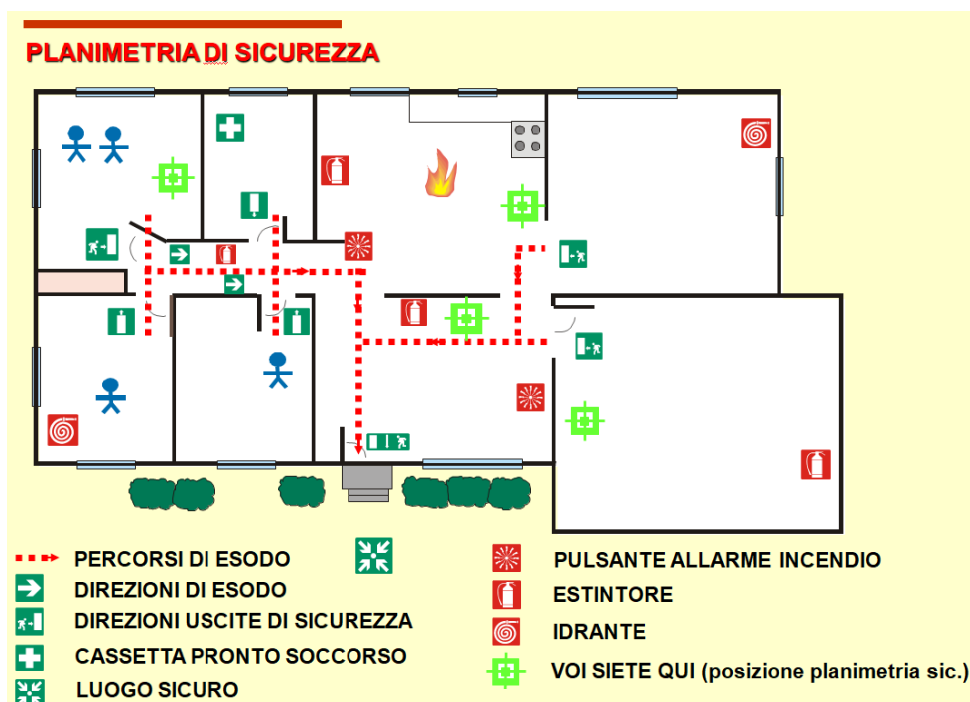 PLANIMETRIA DI SICUREZZA
PERCORSI DI ESODO
DIREZIONI DI ESODO
DIREZIONI USCITE DI SICUREZZA
CASSETTA PRONTO SOCCORSO
LUOGO SICURO
PULSANTE ALLARME INCENDIO
ESTINTORE
IDRANTE
VOI SIETE QUI (posizione planimetria sic.)